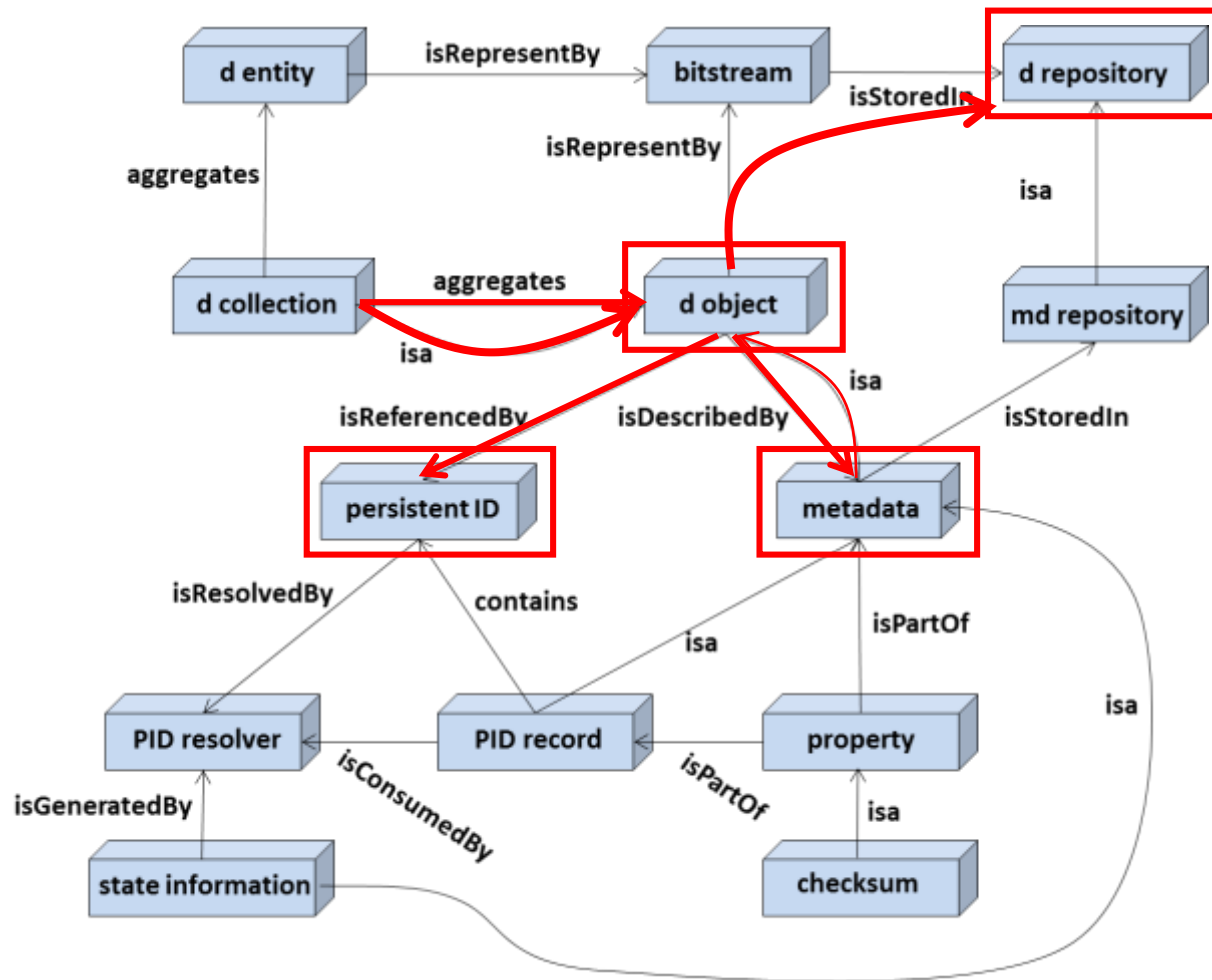 isRepresentBy
d entity
bitstream
d repository
isStoredIn
isRepresentBy
aggregates
isa
d collection
aggregates
d object
md repository
isa
isa
isReferencedBy
isDescribedBy
isStoredIn
persistent ID
metadata
isResolvedBy
contains
isPartOf
isa
isa
PID resolver
PID record
property
isGeneratedBy
isConsumedBy
isPartOf
isa
state information
checksum